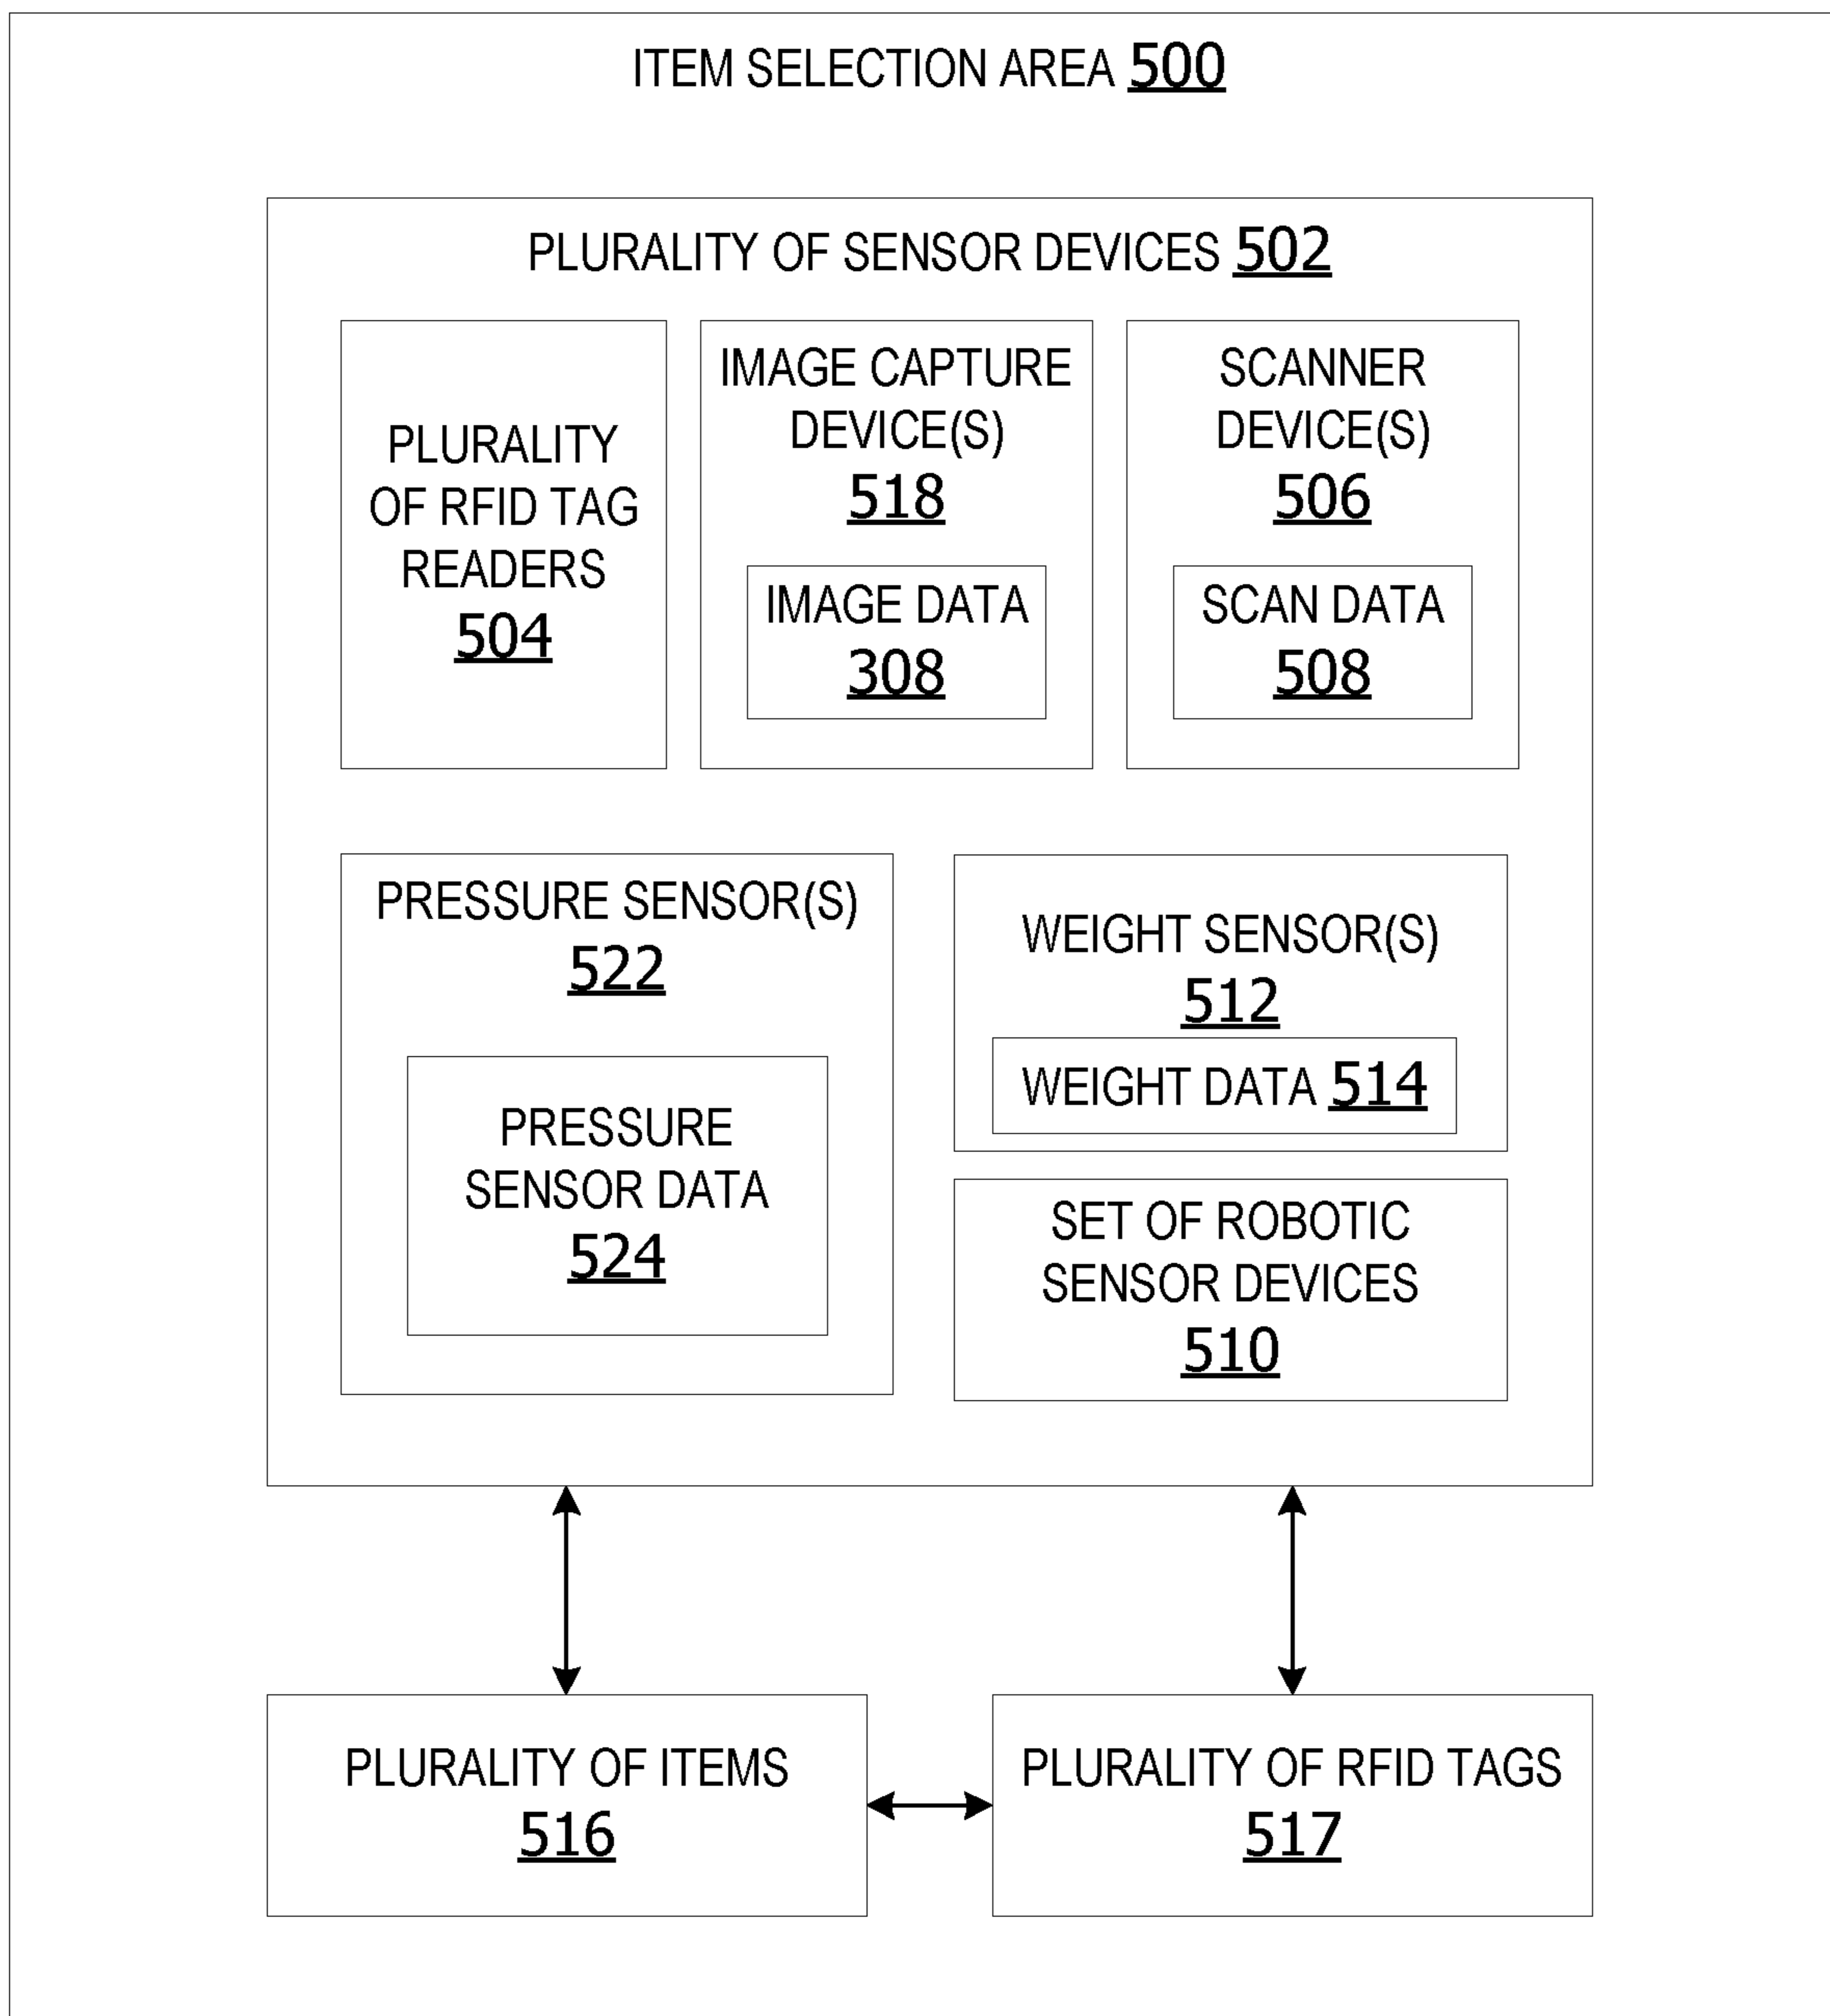 ITEM SELECTION AREA 500
PLURALITY OF SENSOR DEVICES 502
PLURALITY
OF RFID TAG
READERS
504
IMAGE CAPTURE
DEVICE(S)
518
IMAGE DATA
308
SCANNER
DEVICE(S)
506
SCAN DATA
508
PRESSURE SENSOR(S)
522
PRESSURE
SENSOR DATA
524
WEIGHT SENSOR(S)
512
WEIGHT DATA 514
SET OF ROBOTIC
SENSOR DEVICES
510
PLURALITY OF ITEMS
516
PLURALITY OF RFID TAGS
517